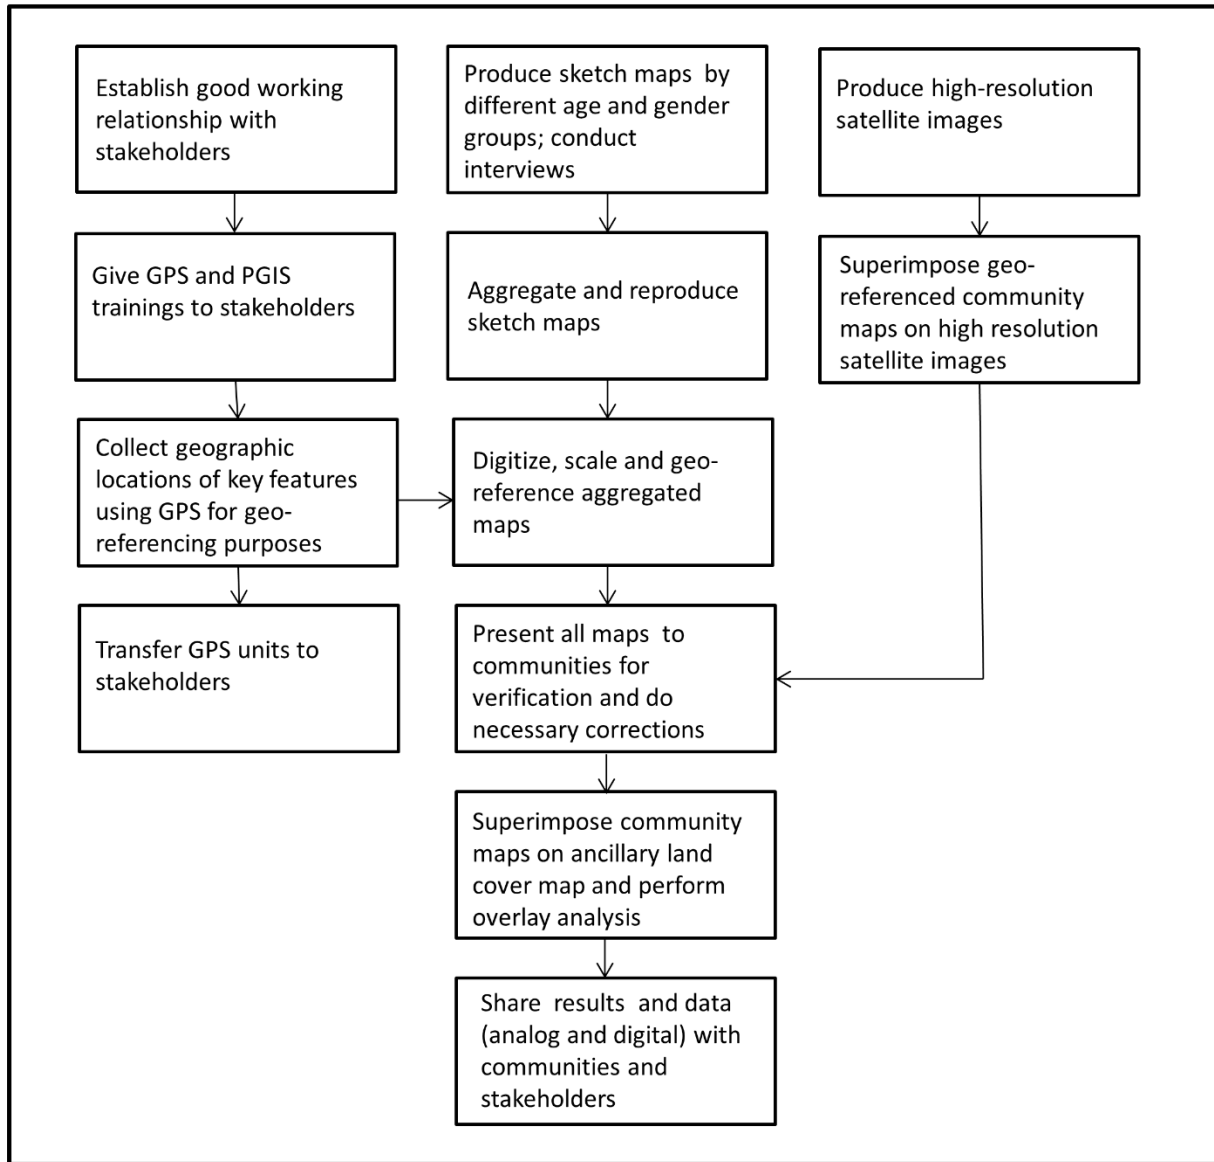 Establish good working
relationship with
stakeholders
Give GPS and PGIS
trainings to stakeholders
Collect geographic
locations of key features
using GPS for geo-
referencing purposes
Transfer GPS units to
stakeholders
Produce sketch maps by
different age and gender
groups; conduct
interviews
Aggregate and reproduce
sketch maps
Digitize, scale and geo-
reference aggregated
maps
Present all maps to
communities for
verification and do
necessary corrections
Superimpose community
maps on ancillary land
cover map and perform
overlay analysis
Share results and data
(analog and digital) with
communities and
stakeholders
Produce high-resolution
satellite images
Superimpose geo-
referenced community
maps on high resolution
satellite images